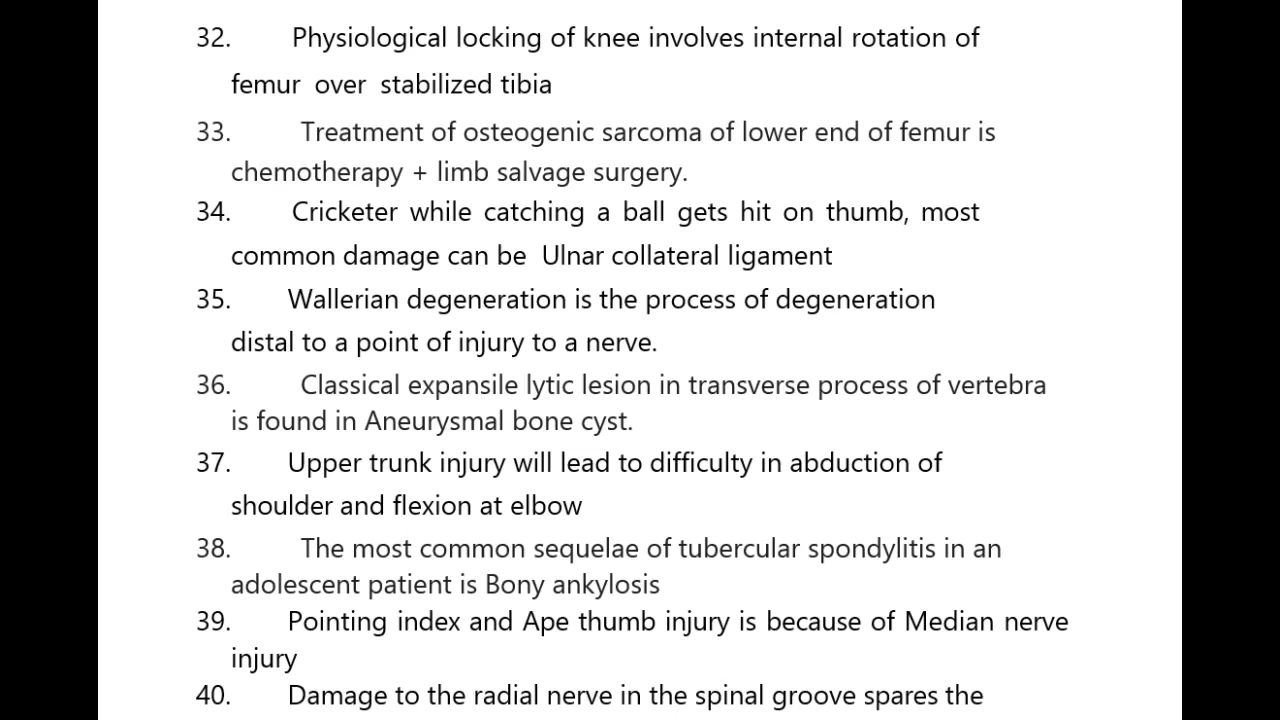 32. Physiological locking of knee involves internal rotation of
femur over stabilized tibia
33. Treatment of osteogenic sarcoma of lower end of femur is
chemotherapy + limb salvage surgery.
34. Cricketer while catching a ball gets hit on thumb, most
common damage can be Ulnar collateral ligament
35. Wallerian degeneration is the process of degeneration
distal to a point of injury to a nerve.
36. Classical expansile lytic lesion in transverse process of vertebra
is found in Aneurysmal bone cyst.
37. Upper trunk injury will lead to difficulty in abduction of
shoulder and flexion at elbow
38. The most common sequelae of tubercular spondylitis in an
adolescent patient is Bony ankylosis
39. Pointing index and Ape thumb injury is because of Median nerve
injury
40. Damage to the radial nerve in the spinal groove spares the